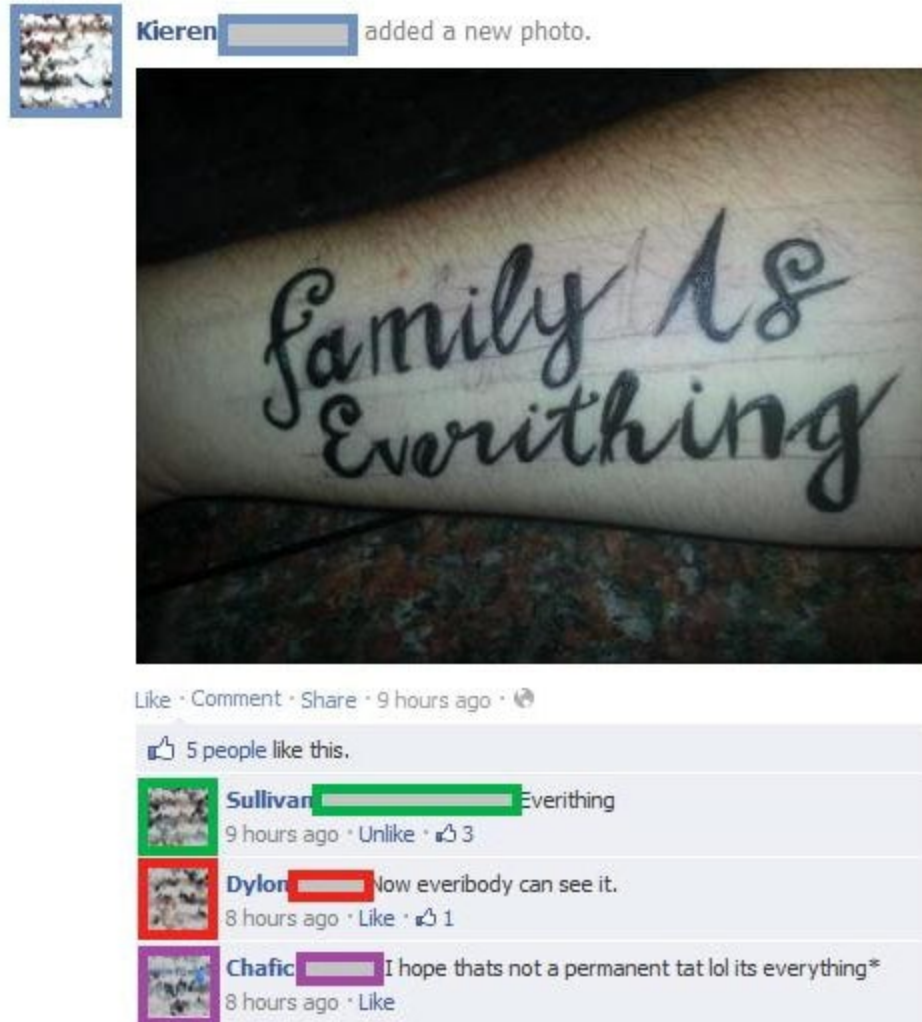 Kieren added a new photo.
family Is
Everithing
Like · Comment · Share · 9 hours ago ·
5 people like this.
Sullivan Everithing
9 hours ago · Unlike · 3
Dylon Now everibody can see it.
8 hours ago · Like · 1
Chafic I hope thats not a permanent tat lol its everything*
8 hours ago · Like